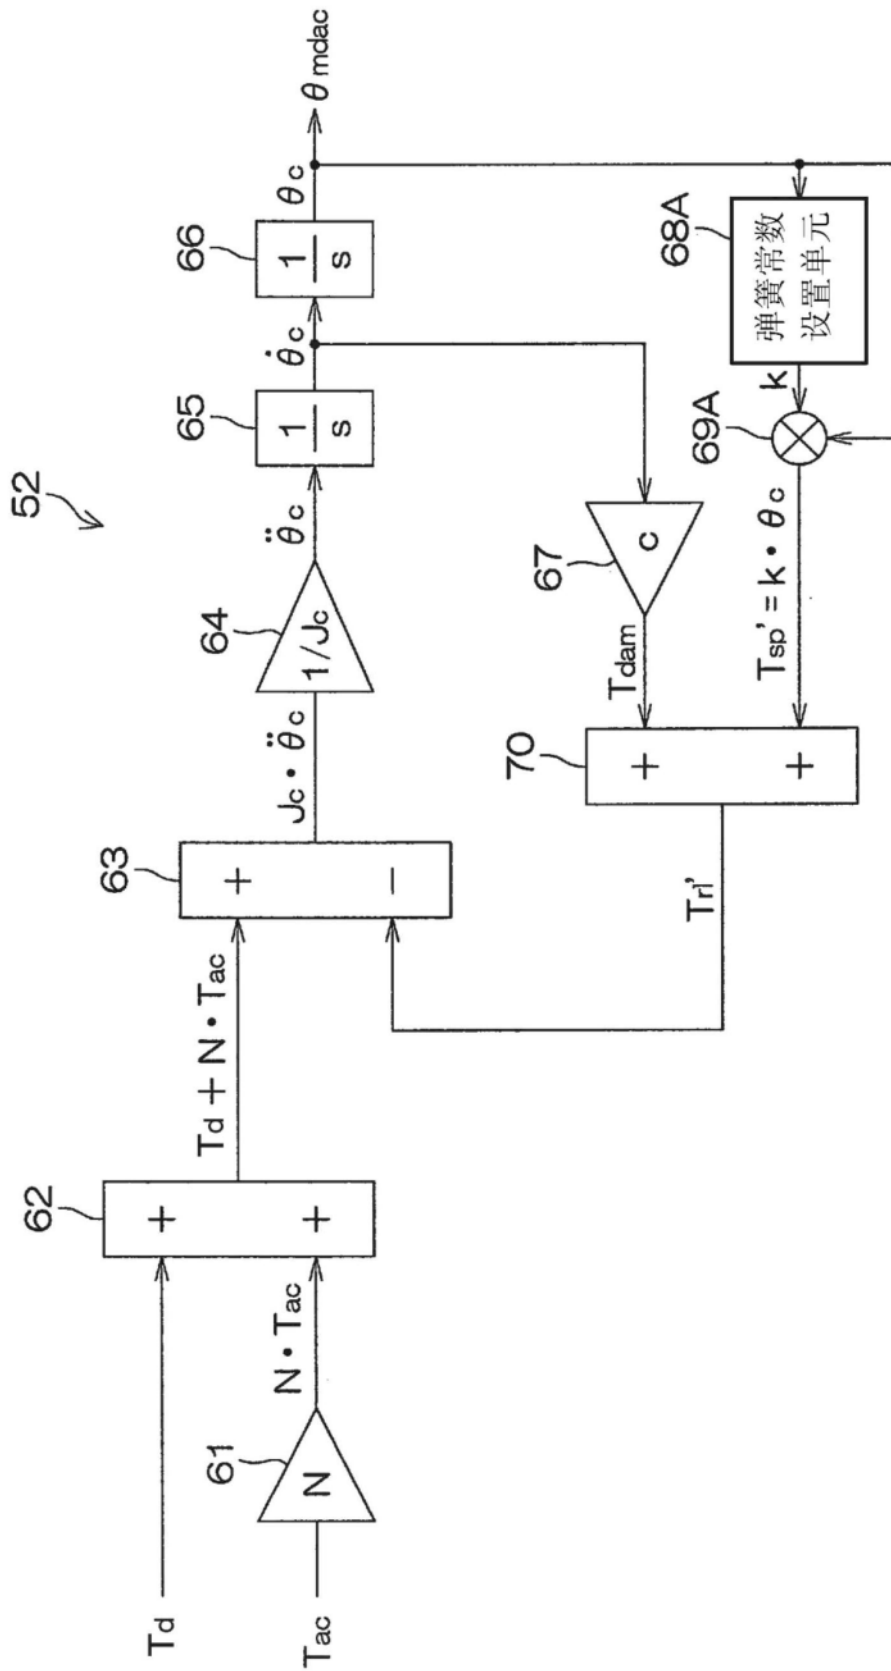 52
Td
Tac
61
N
N・Tac
62
+
+
Td + N・Tac
63
+
−
Jc・θ̈c
64
1/Jc
θ̈c
65
1/s
θ̇c
66
1/s
θc
θmdac
67
c
Tdam
68A
弹簧常数
设置单元
k
69A
Tsp' = k・θc
70
+
+
Trl'